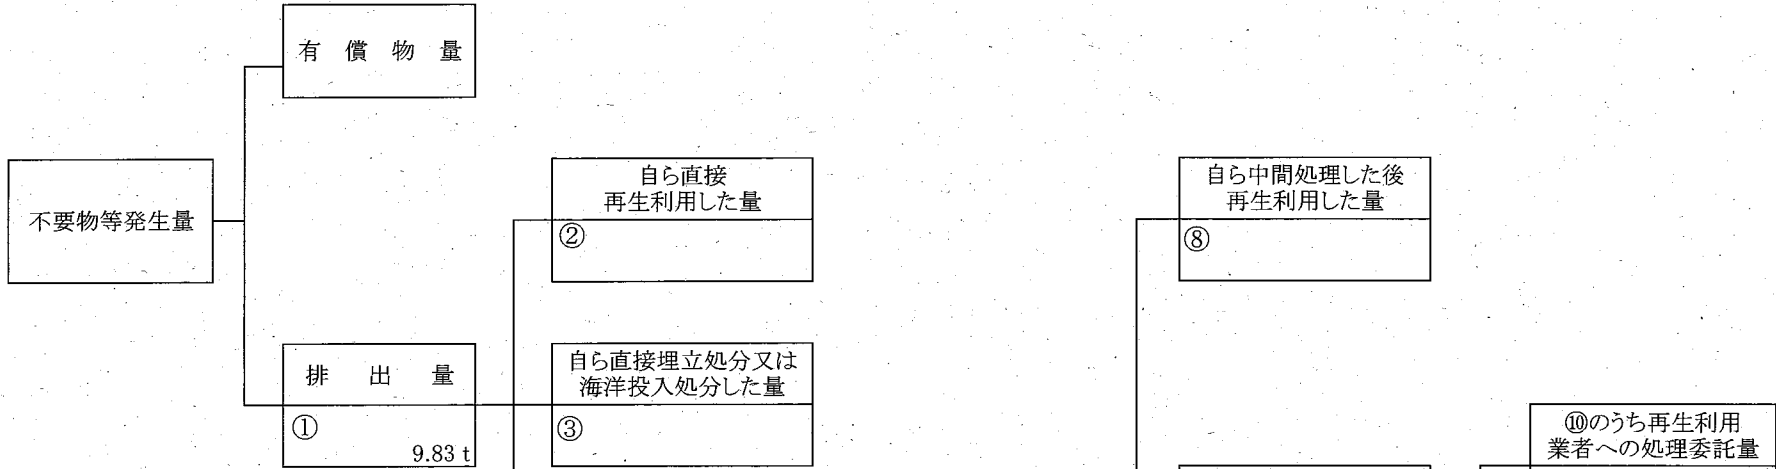 有償物量
不要物等発生量
自ら直接
再生利用した量
②
自ら中間処理した後
再生利用した量
⑧
排出量
①
9.83 t
自ら直接埋立処分又は
海洋投入処分した量
③
⑩のうち再生利用
業者への処理委託量